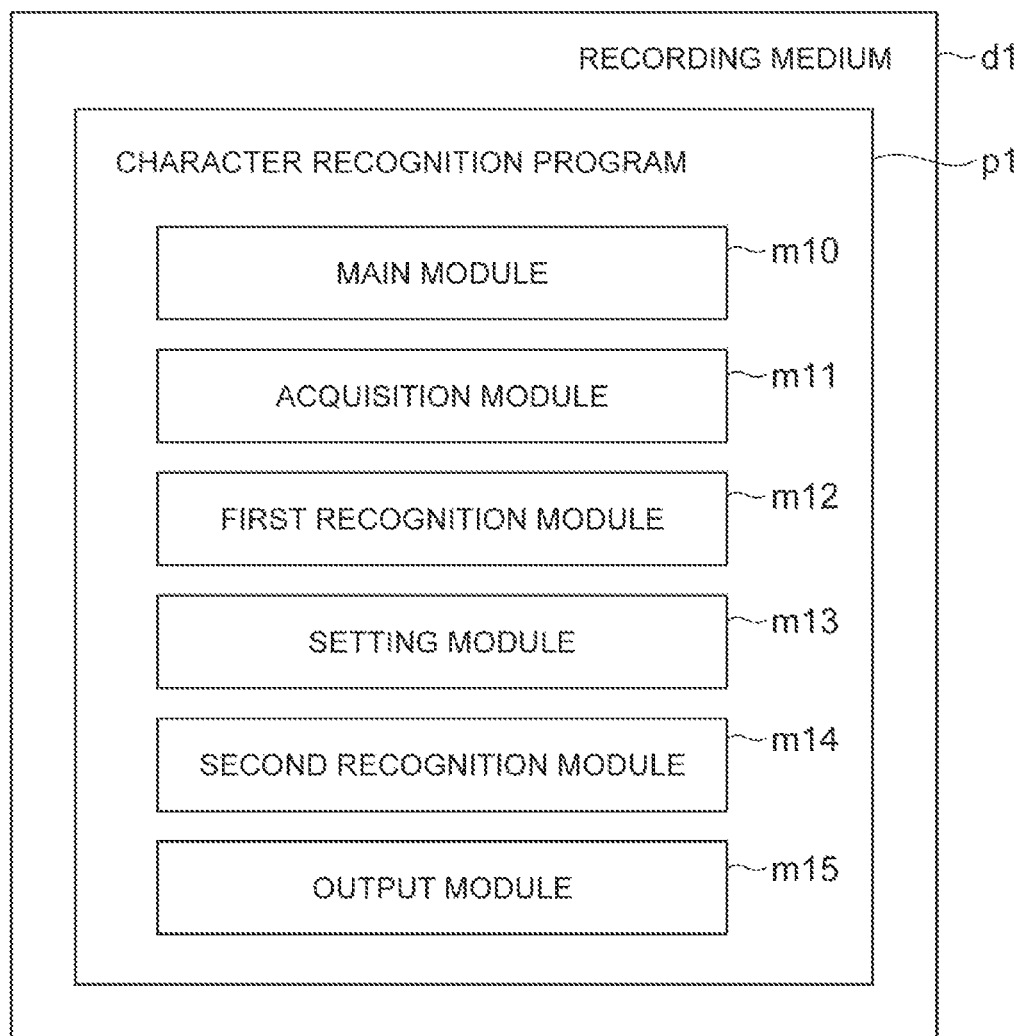 RECORDING MEDIUM d1
CHARACTER RECOGNITION PROGRAM p1
MAIN MODULE m10
ACQUISITION MODULE m11
FIRST RECOGNITION MODULE m12
SETTING MODULE m13
SECOND RECOGNITION MODULE m14
OUTPUT MODULE m15